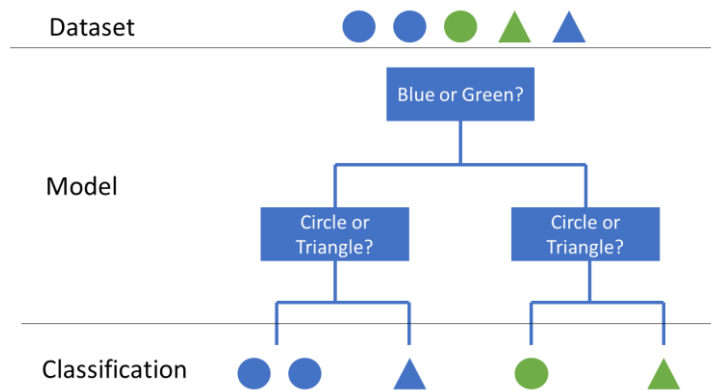 Dataset
Blue or Green?
Model
Circle or
Triangle?
Circle or
Triangle?
Classification